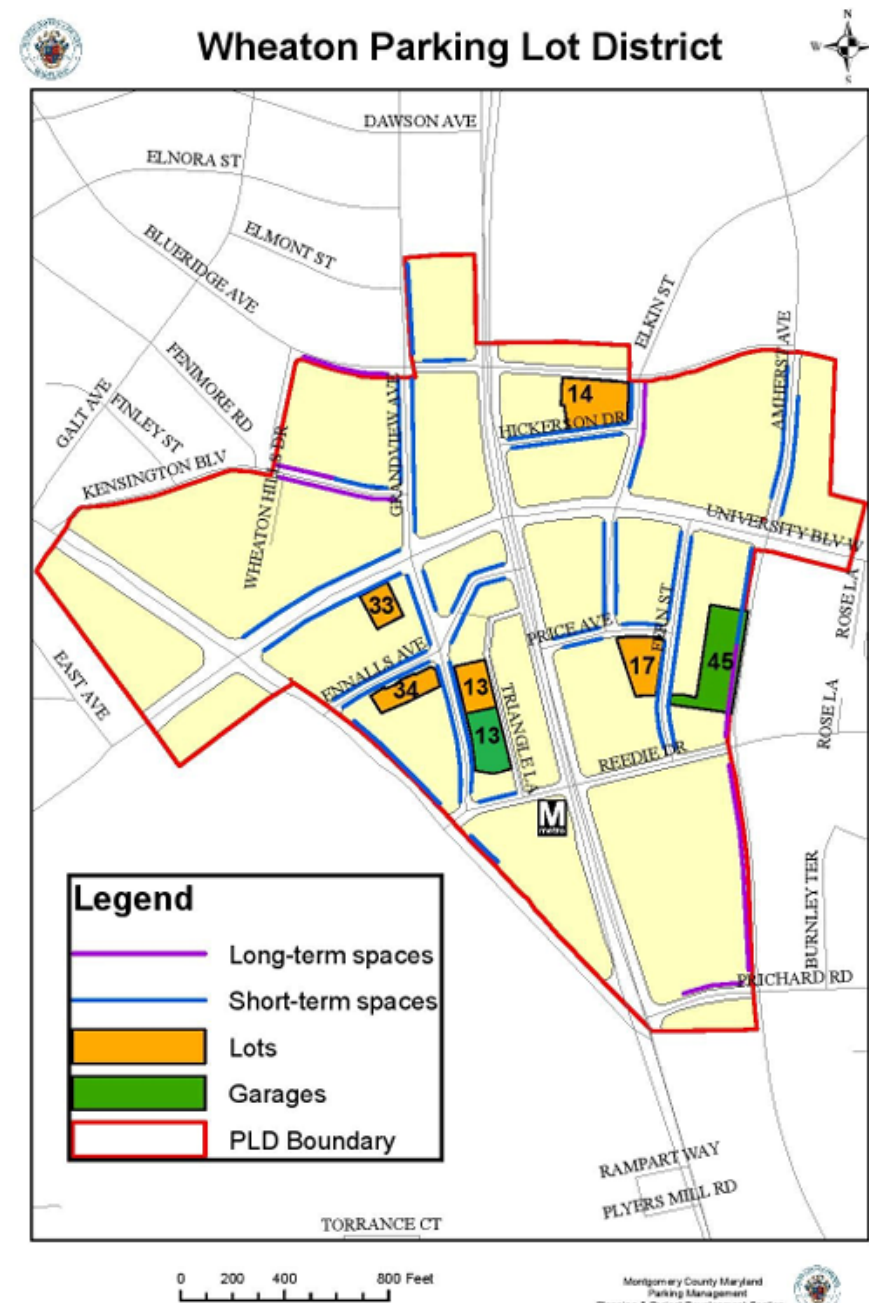 Wheaton Parking Lot District
N
W
S
DAWSON AVE
ELNORA ST
ELMONT ST
BLUERIDGE AVE
ELKIN ST
AMHERST AVE
FENIMORE RD
GALT AVE
FINLEY ST
GRANDVIEW AVE
14
HICKERSON DR
KENSINGTON BLV
WHEATON HILLS DR
UNIVERSITY BLV W
ROSE LA
33
PRICE AVE
FERN ST
ENNALLS AVE
EAST AVE
17
45
34
13
TRIANGLE LA
ROSE LA
13
REEDIE DR
M
metro
BURNLEY TER
PRICHARD RD
Legend
Long-term spaces
Short-term spaces
Lots
Garages
PLD Boundary
RAMPART WAY
PLYERS MILL RD
TORRANCE CT
0 200 400 800 Feet
Montgomery County Maryland
Parking Management